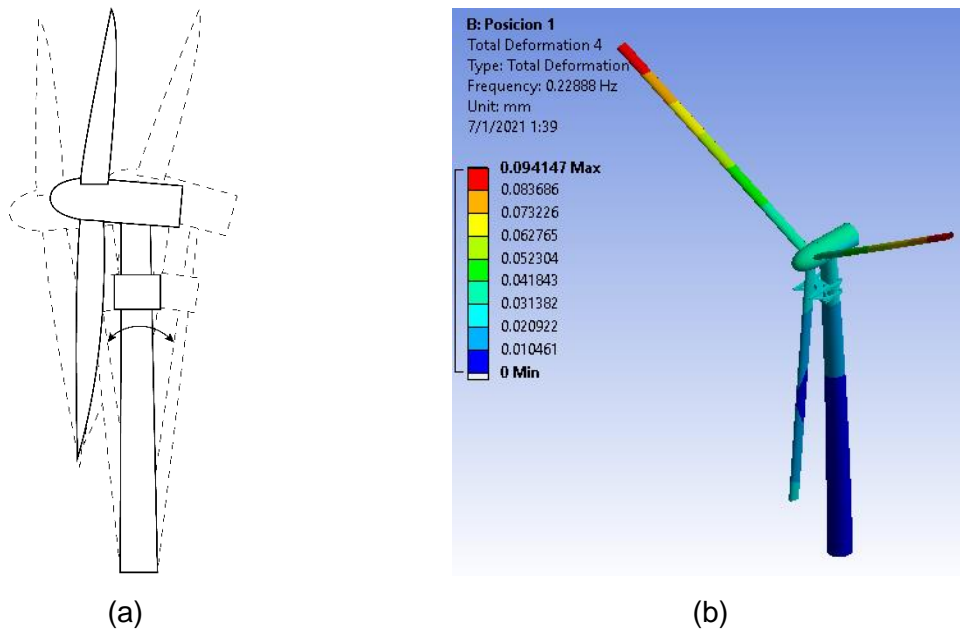 B: Posicion 1
Total Deformation 4
Type: Total Deformation
Frequency: 0.22888 Hz
Unit: mm
7/1/2021 1:39
0.094147 Max
0.083686
0.073226
0.062765
0.052304
0.041843
0.031382
0.020922
0.010461
0 Min
(a)
(b)